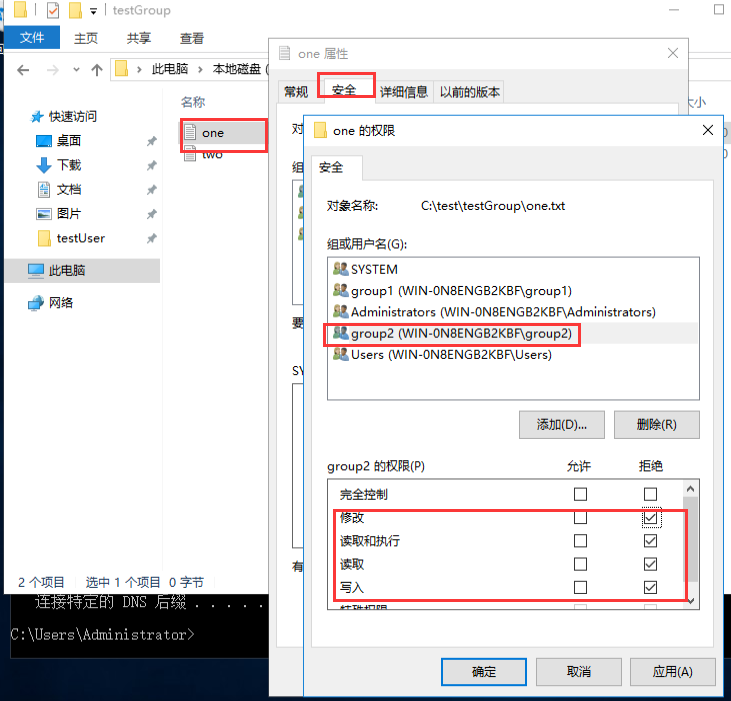 testGroup
文件 主页 共享 查看
此电脑 本地磁盘 (
快速访问
桌面
下载
文档
图片
testUser
此电脑
网络
名称
one
two
大小
2 个项目 选中 1 个项目 0 字节
连接特定的 DNS 后缀 . . . . . .
C:\Users\Administrator>
one 属性
常规 安全 详细信息 以前的版本
对
组
要
SY
有
one 的权限
安全
对象名称: C:\test\testGroup\one.txt
组或用户名(G):
SYSTEM
group1 (WIN-0N8ENGB2KBF\group1)
Administrators (WIN-0N8ENGB2KBF\Administrators)
group2 (WIN-0N8ENGB2KBF\group2)
Users (WIN-0N8ENGB2KBF\Users)
添加(D)... 删除(R)
group2 的权限(P) 允许 拒绝
完全控制
修改
读取和执行
读取
写入
特殊权限
确定 取消 应用(A)